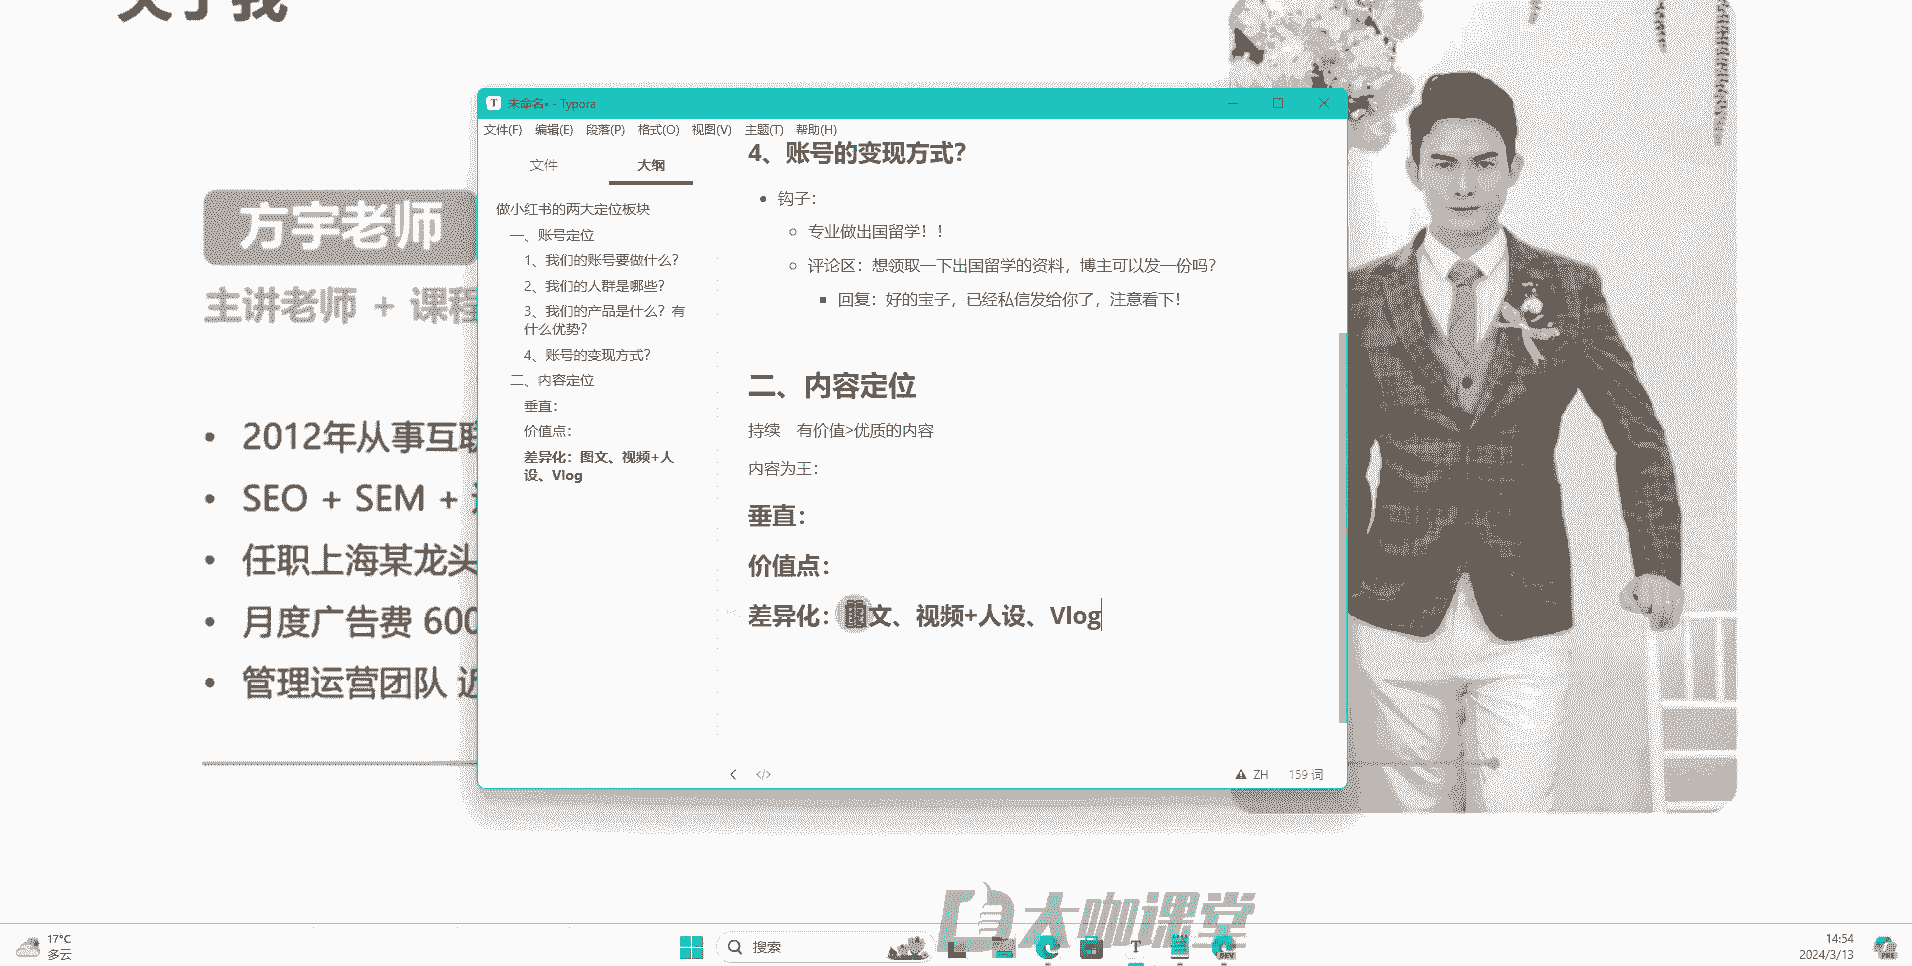 关于我
方宇老师
主讲老师 + 课程
2012年从事互联
SEO + SEM +
任职上海某龙头
月度广告费 600
管理运营团队 近
未命名• - Typora
文件(F) 编辑(E) 段落(P) 格式(O) 视图(V) 主题(T) 帮助(H)
文件 大纲
做小红书的两大定位板块
一、账号定位
1、我们的账号要做什么？
2、我们的人群是哪些？
3、我们的产品是什么？有
什么优势？
4、账号的变现方式？
二、内容定位
垂直：
价值点：
差异化：图文、视频+人
设、Vlog
4、账号的变现方式？
钩子：
专业做出国留学！！
评论区：想领取一下出国留学的资料，博主可以发一份吗？
回复：好的宝子，已经私信发给你了，注意看下！
二、内容定位
持续 有价值>优质的内容
内容为王：
垂直：
价值点：
差异化：图文、视频+人设、Vlog
ZH 159 词
大咖课堂
17°C
多云
搜索
14:54
2024/3/13